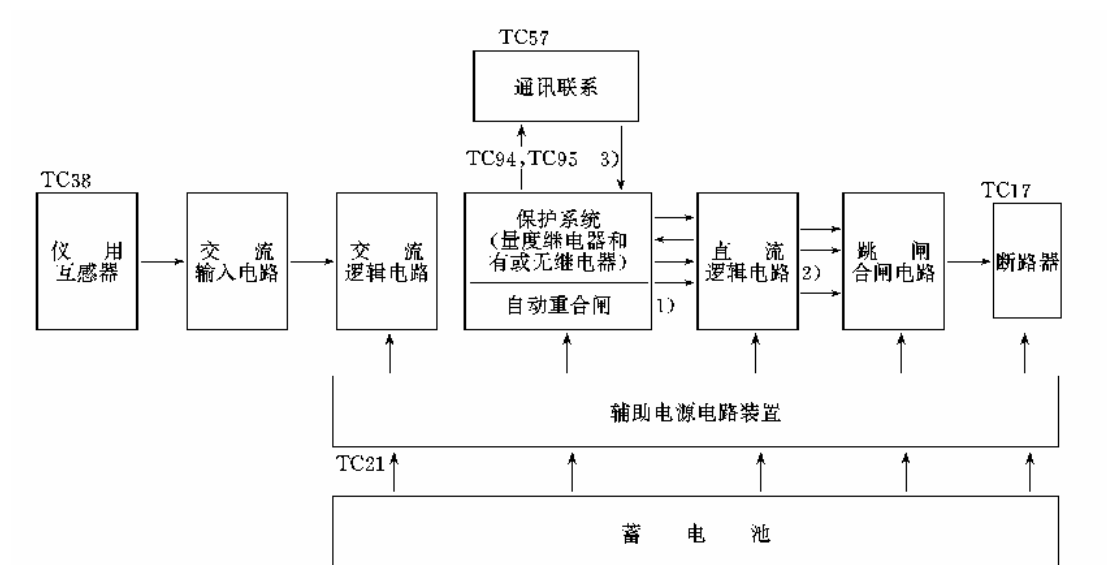 TC57
通讯联系
TC94,TC95 3)
TC38
仪 用
互感器
交 流
输入电路
交 流
逻辑电路
保护系统
(量度继电器和
有或无继电器)
自动重合闸
1)
直 流
逻辑电路
2)
跳 闸
合闸电路
TC17
断路器
辅助电源电路装置
TC21
蓄 电 池